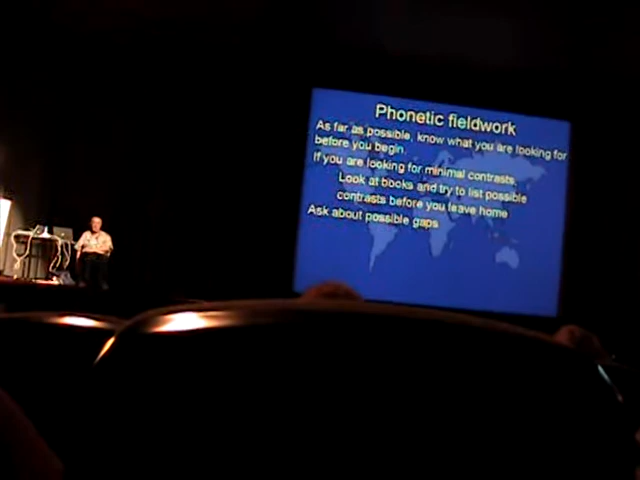 Phonetic fieldwork
As far as possible, know what you are looking for
before you begin.
If you are looking for minimal contrasts
Look at books and try to list possible
contrasts before you leave home
Ask about possible gaps